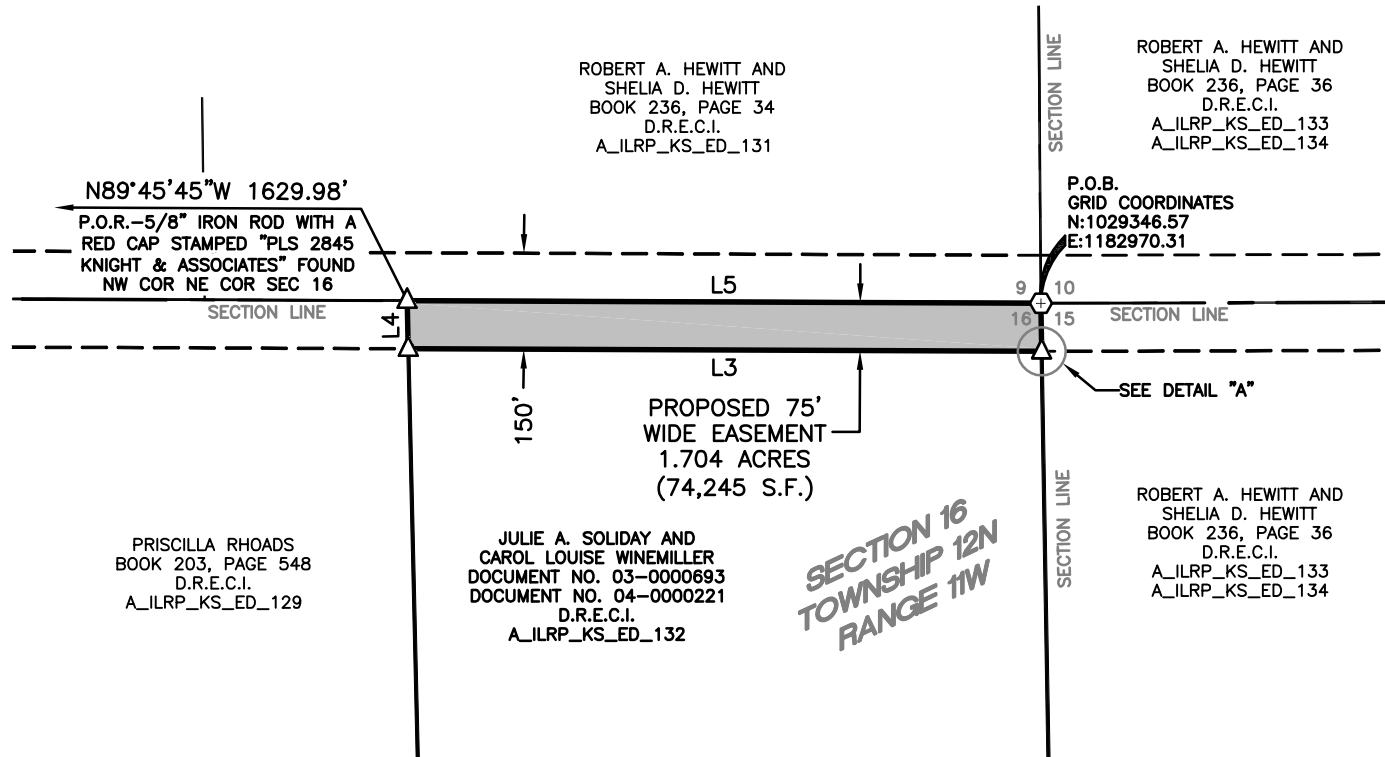 ROBERT A. HEWITT AND
SHELIA D. HEWITT
BOOK 236, PAGE 34
D.R.E.C.I.
A_ILRP_KS_ED_131
SECTION LINE
ROBERT A. HEWITT AND
SHELIA D. HEWITT
BOOK 236, PAGE 36
D.R.E.C.I.
A_ILRP_KS_ED_133
A_ILRP_KS_ED_134
N89°45'45"W 1629.98'
P.O.R.-5/8" IRON ROD WITH A
RED CAP STAMPED "PLS 2845
KNIGHT & ASSOCIATES" FOUND
NW COR NE COR SEC 16
P.O.B.
GRID COORDINATES
N:1029346.57
E:1182970.31
L5
9 10
SECTION LINE
L4
16 15
SECTION LINE
L3
SEE DETAIL "A"
150'
PROPOSED 75'
WIDE EASEMENT
1.704 ACRES
(74,245 S.F.)
SECTION LINE
PRISCILLA RHOADS
BOOK 203, PAGE 548
D.R.E.C.I.
A_ILRP_KS_ED_129
JULIE A. SOLIDAY AND
CAROL LOUISE WINEMILLER
DOCUMENT NO. 03-0000693
DOCUMENT NO. 04-0000221
D.R.E.C.I.
A_ILRP_KS_ED_132
SECTION 16
TOWNSHIP 12N
RANGE 11W
ROBERT A. HEWITT AND
SHELIA D. HEWITT
BOOK 236, PAGE 36
D.R.E.C.I.
A_ILRP_KS_ED_133
A_ILRP_KS_ED_134